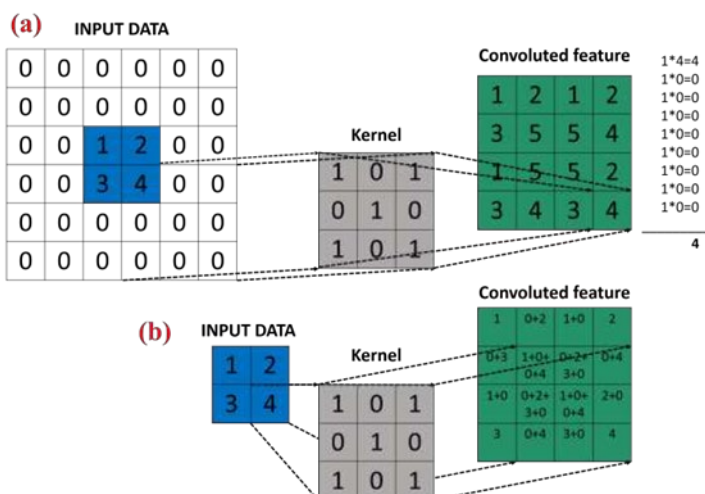 (a)
INPUT DATA
0 0 0 0 0 0
0 0 0 0 0 0
0 0 1 2 0 0
0 0 3 4 0 0
0 0 0 0 0 0
0 0 0 0 0 0
Kernel
1 0 1
0 1 0
1 0 1
Convoluted feature
1 2 1 2
3 5 5 4
1 5 5 2
3 4 3 4
1*4=4
1*0=0
1*0=0
1*0=0
1*0=0
1*0=0
1*0=0
1*0=0
1*0=0
4
(b)
INPUT DATA
1 2
3 4
Kernel
1 0 1
0 1 0
1 0 1
Convoluted feature
1 0+2 1+0 2
0+3 1+0+ 0+2+ 0+4
0+4 3+0
1+0 0+2+ 1+0+ 2+0
3+0 0+4
3 0+4 3+0 4